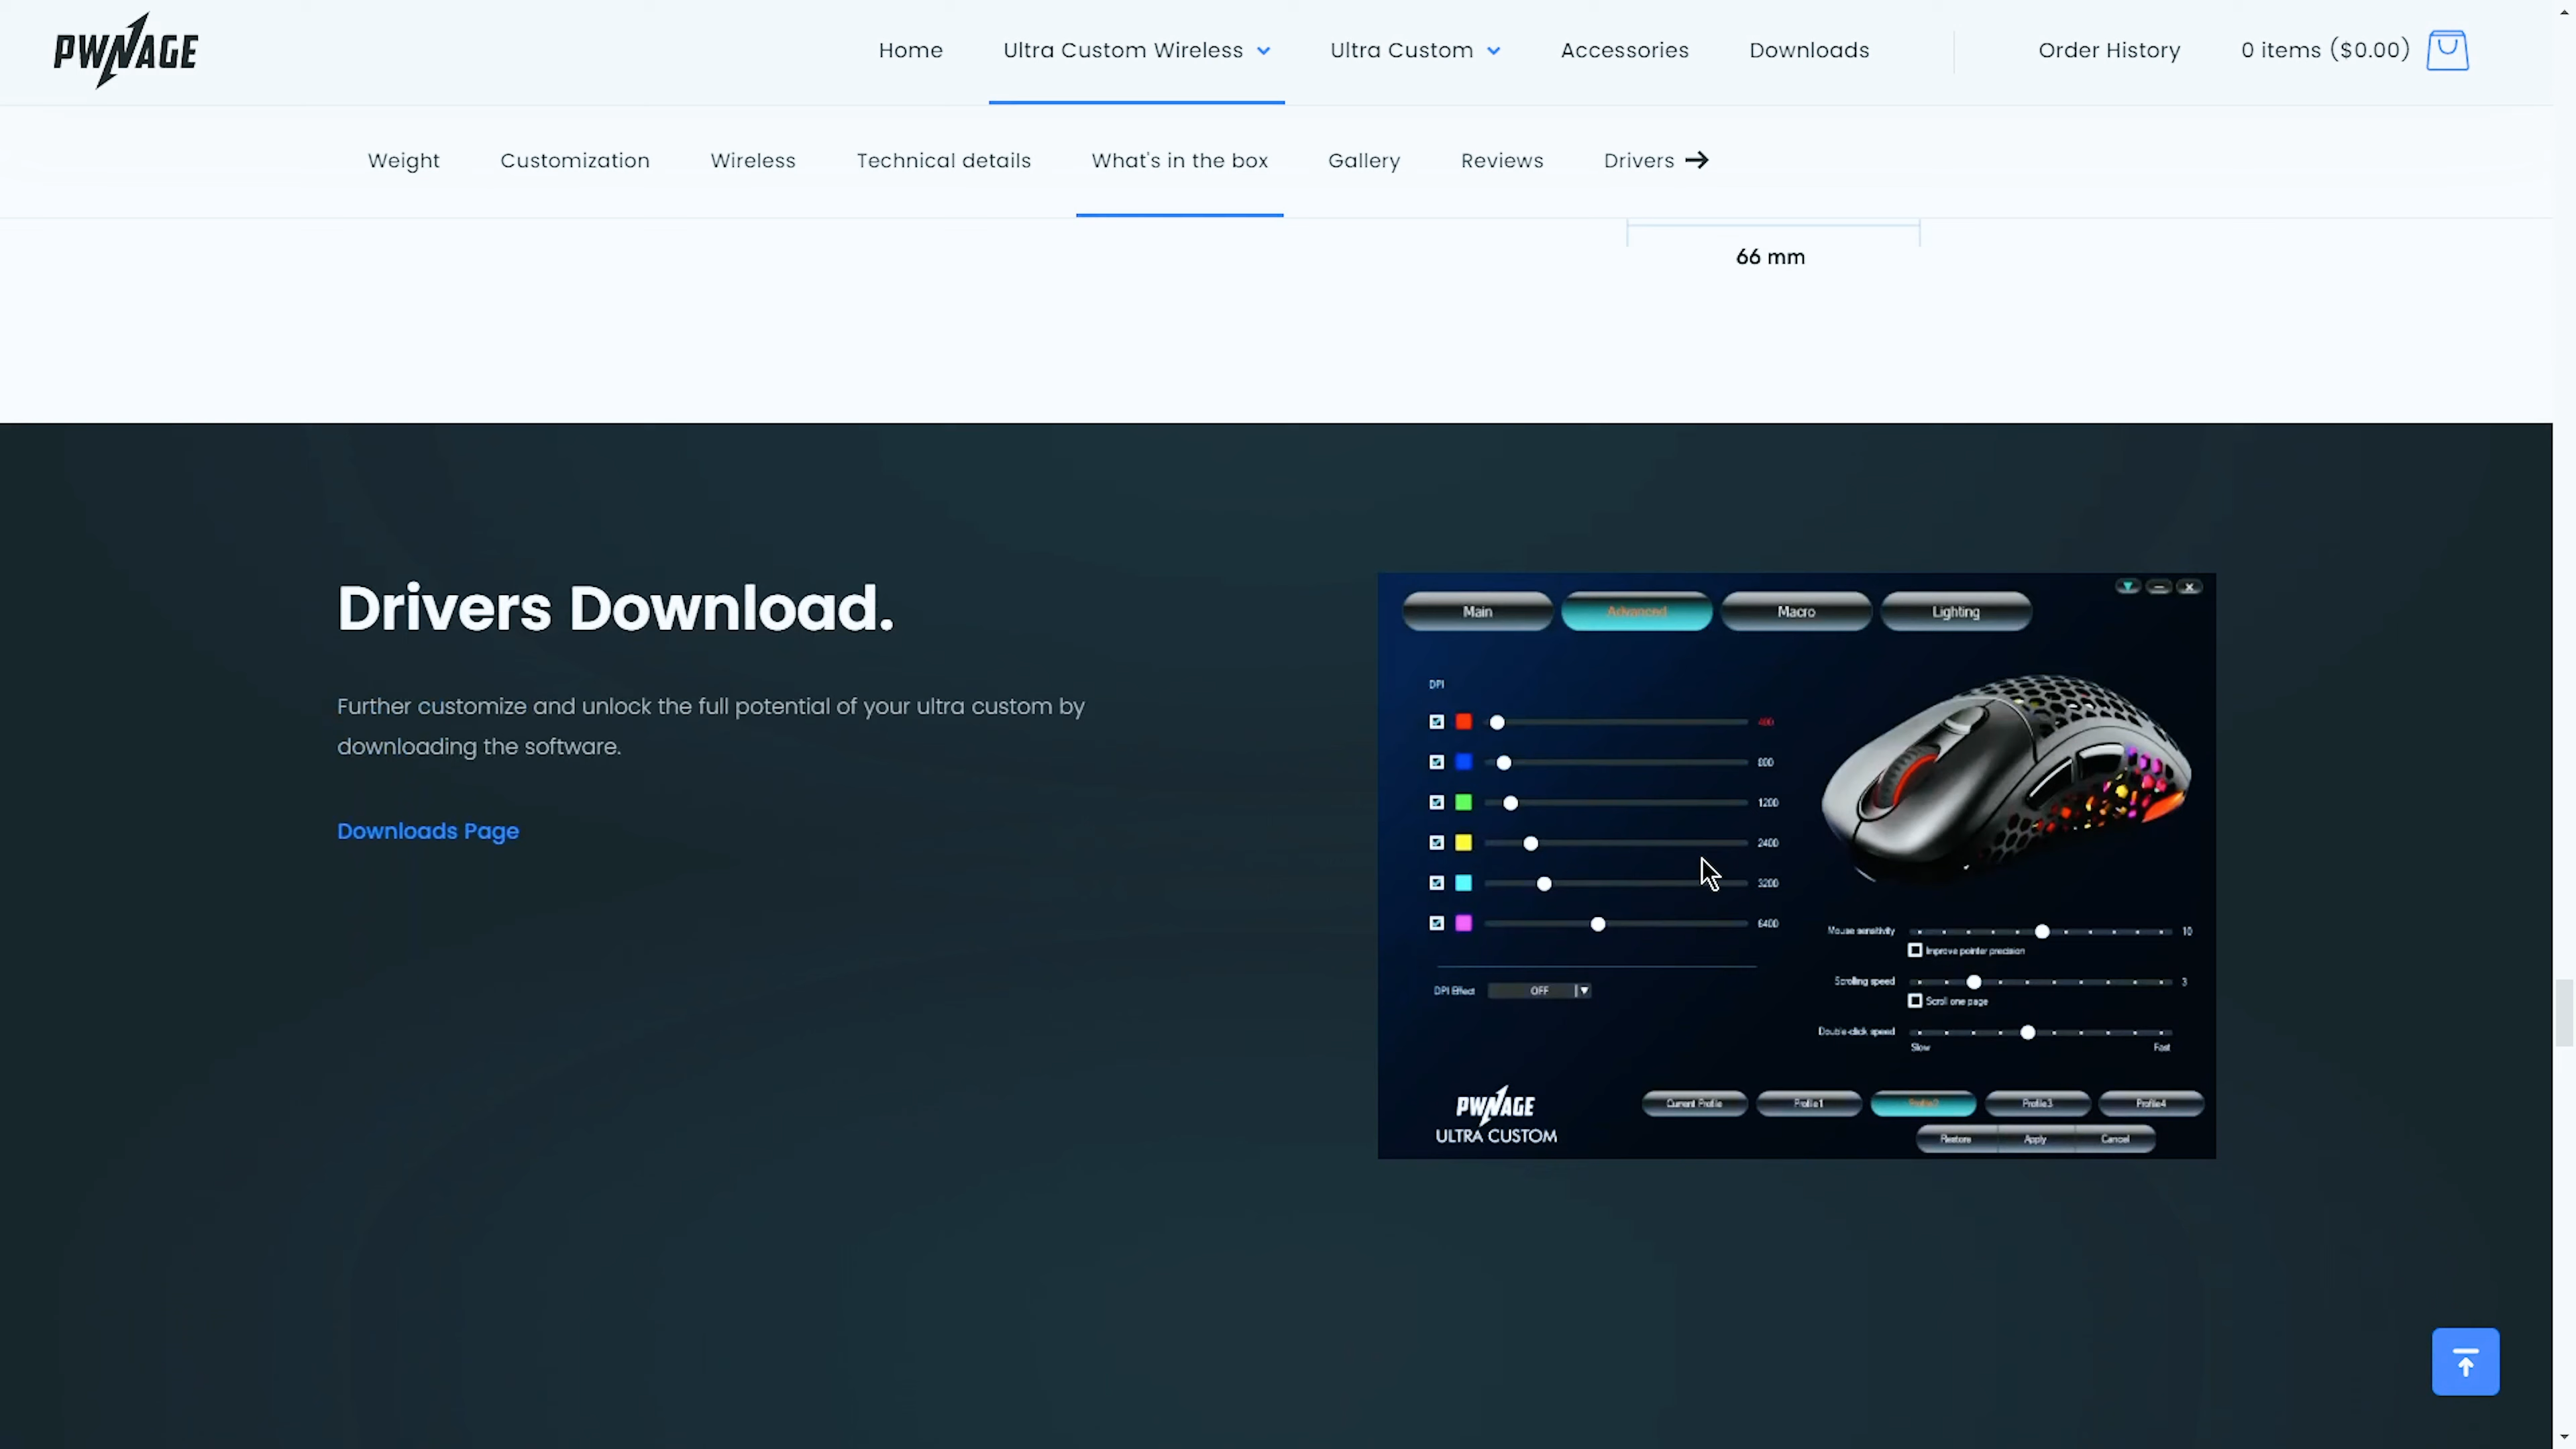 PWNAGE
Home
Ultra Custom Wireless
Ultra Custom
Accessories
Downloads
Order History
0 items ($0.00)
Weight
Customization
Wireless
Technical details
What's in the box
Gallery
Reviews
Drivers
66 mm
Drivers Download.
Further customize and unlock the full potential of your ultra custom by
downloading the software.
Downloads Page
Main
Advanced
Macro
Lighting
DPI
400
800
1200
2400
3200
6400
DPI Effect
OFF
Mouse sensitivity
10
Improve pointer precision
Scrolling speed
3
Scroll one page
Double-click speed
Slow
Fast
PWNAGE
ULTRA CUSTOM
Current Profile
Profile1
Profile2
Profile3
Profile4
Restore
Apply
Cancel